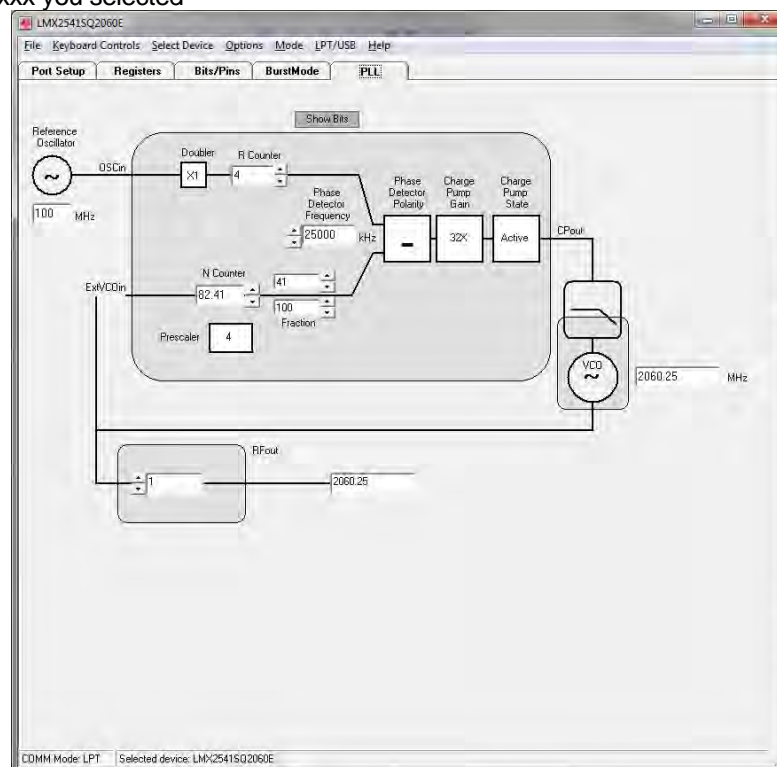 xxx you selected
LMX2541SQ2060E
File Keyboard Controls Select Device Options Mode LPT/USB Help
Port Setup Registers Bits/Pins BurstMode PLL
Show Bits
Reference
Oscillator
OSCin
Doubler
R Counter
X1
4
100 MHz
Phase
Detector
Frequency
25000 kHz
Phase
Detector
Polarity
Charge
Pump
Gain
Charge
Pump
State
-
32X
Active
CPout
ExtVCOin
N Counter
82.41
41
100
Fraction
Prescaler
4
VCO
2060.25 MHz
RFout
1
2060.25
COMM Mode: LPT Selected device: LMX2541SQ2060E